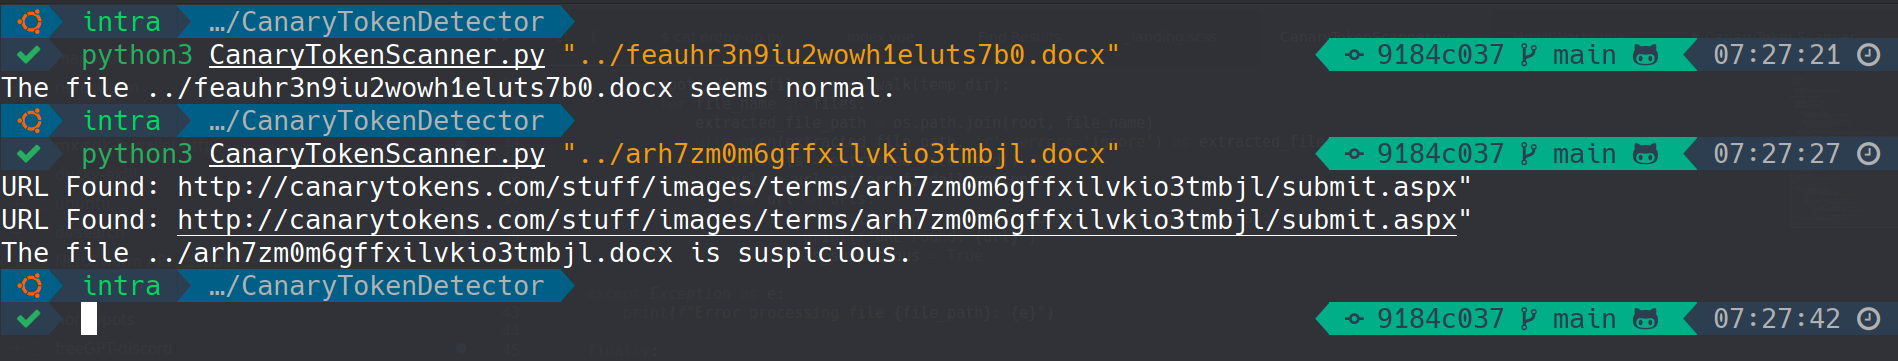 intra …/CanaryTokenDetector
python3 CanaryTokenScanner.py "../feauhr3n9iu2wowh1eluts7b0.docx" 9184c037 main 07:27:21
The file ../feauhr3n9iu2wowh1eluts7b0.docx seems normal.
intra …/CanaryTokenDetector
python3 CanaryTokenScanner.py "../arh7zm0m6gffxilvkio3tmbjl.docx" 9184c037 main 07:27:27
URL Found: http://canarytokens.com/stuff/images/terms/arh7zm0m6gffxilvkio3tmbjl/submit.aspx"
URL Found: http://canarytokens.com/stuff/images/terms/arh7zm0m6gffxilvkio3tmbjl/submit.aspx"
The file ../arh7zm0m6gffxilvkio3tmbjl.docx is suspicious.
intra …/CanaryTokenDetector
9184c037 main 07:27:42